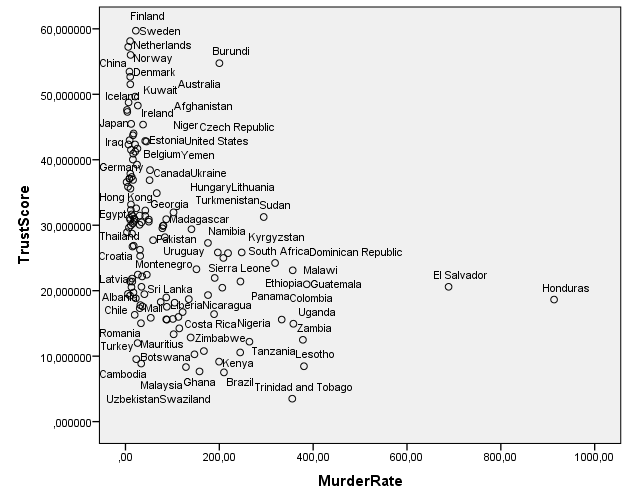 Finland
60,000000
Sweden
Netherlands
Norway
Burundi
China
Denmark
50,000000
Kuwait
Australia
Iceland
Ireland
Afghanistan
Japan
Niger
Czech Republic
Iraq
Estonia
United States
40,000000
Belgium
Yemen
Germany
Canada
Ukraine
Hungary
Lithuania
Hong Kong
Georgia
Turkmenistan
Sudan
30,000000
Egypt
Madagascar
Thailand
Pakistan
Namibia
Kyrgyzstan
Croatia
Uruguay
South Africa
Dominican Republic
Montenegro
Sierra Leone
Malawi
El Salvador
20,000000
Latvia
Ethiopia
Guatemala
Honduras
Albania
Sri Lanka
Panama
Colombia
Chile
Mali
Liberia
Nicaragua
Uganda
Romania
Costa Rica
Nigeria
Zambia
Turkey
Mauritius
Zimbabwe
10,000000
Botswana
Tanzania
Lesotho
Cambodia
Kenya
Malaysia
Ghana
Brazil
Trinidad and Tobago
Uzbekistan
Swaziland
,000000
TrustScore
,00
200,00
400,00
600,00
800,00
1000,00
MurderRate